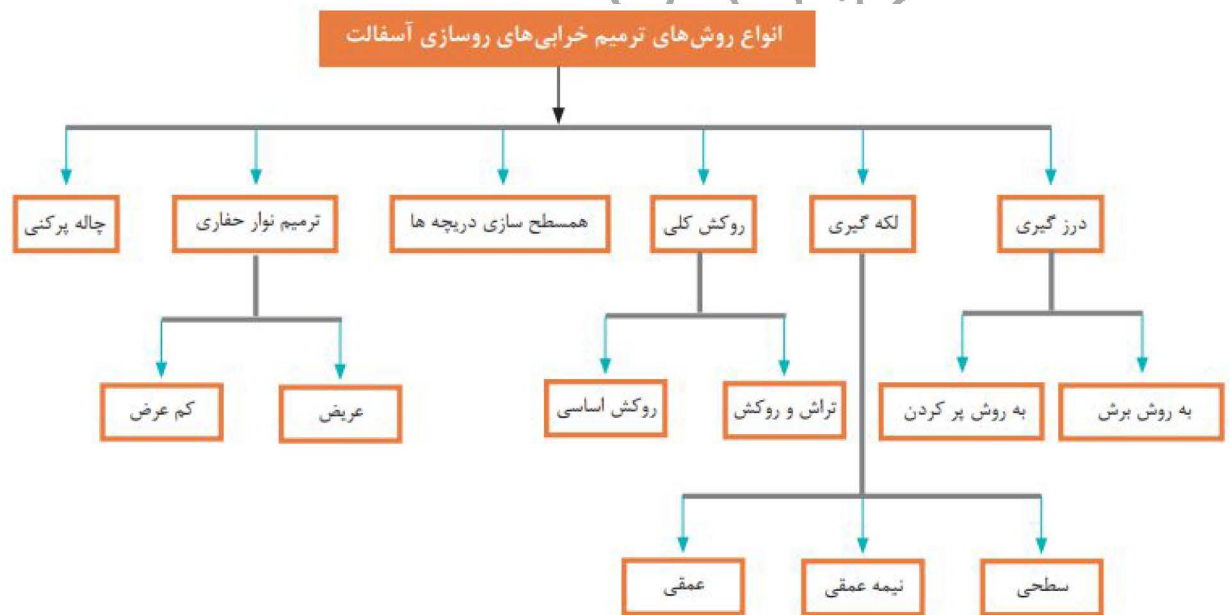 انواع روش‌های ترمیم خرابی‌های روسازی آسفالت
درز گیری
لکه گیری
روکش کلی
همسطح سازی دریچه ها
ترمیم نوار حفاری
چاله پرکنی
به روش برش
به روش پر کردن
تراش و روکش
روکش اساسی
عریض
کم عرض
سطحی
نیمه عمقی
عمقی